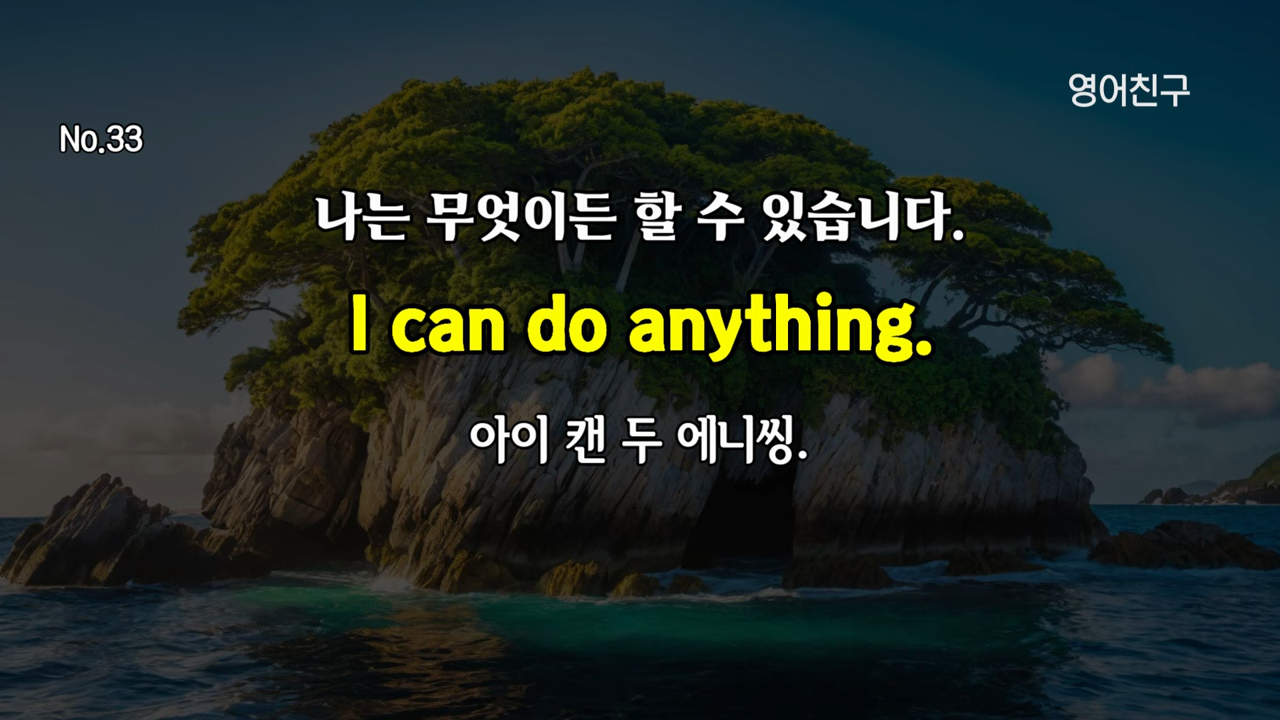 영어친구
No.33
나는 무엇이든 할 수 있습니다.
I can do anything.
아이 캔 두 에니씽.